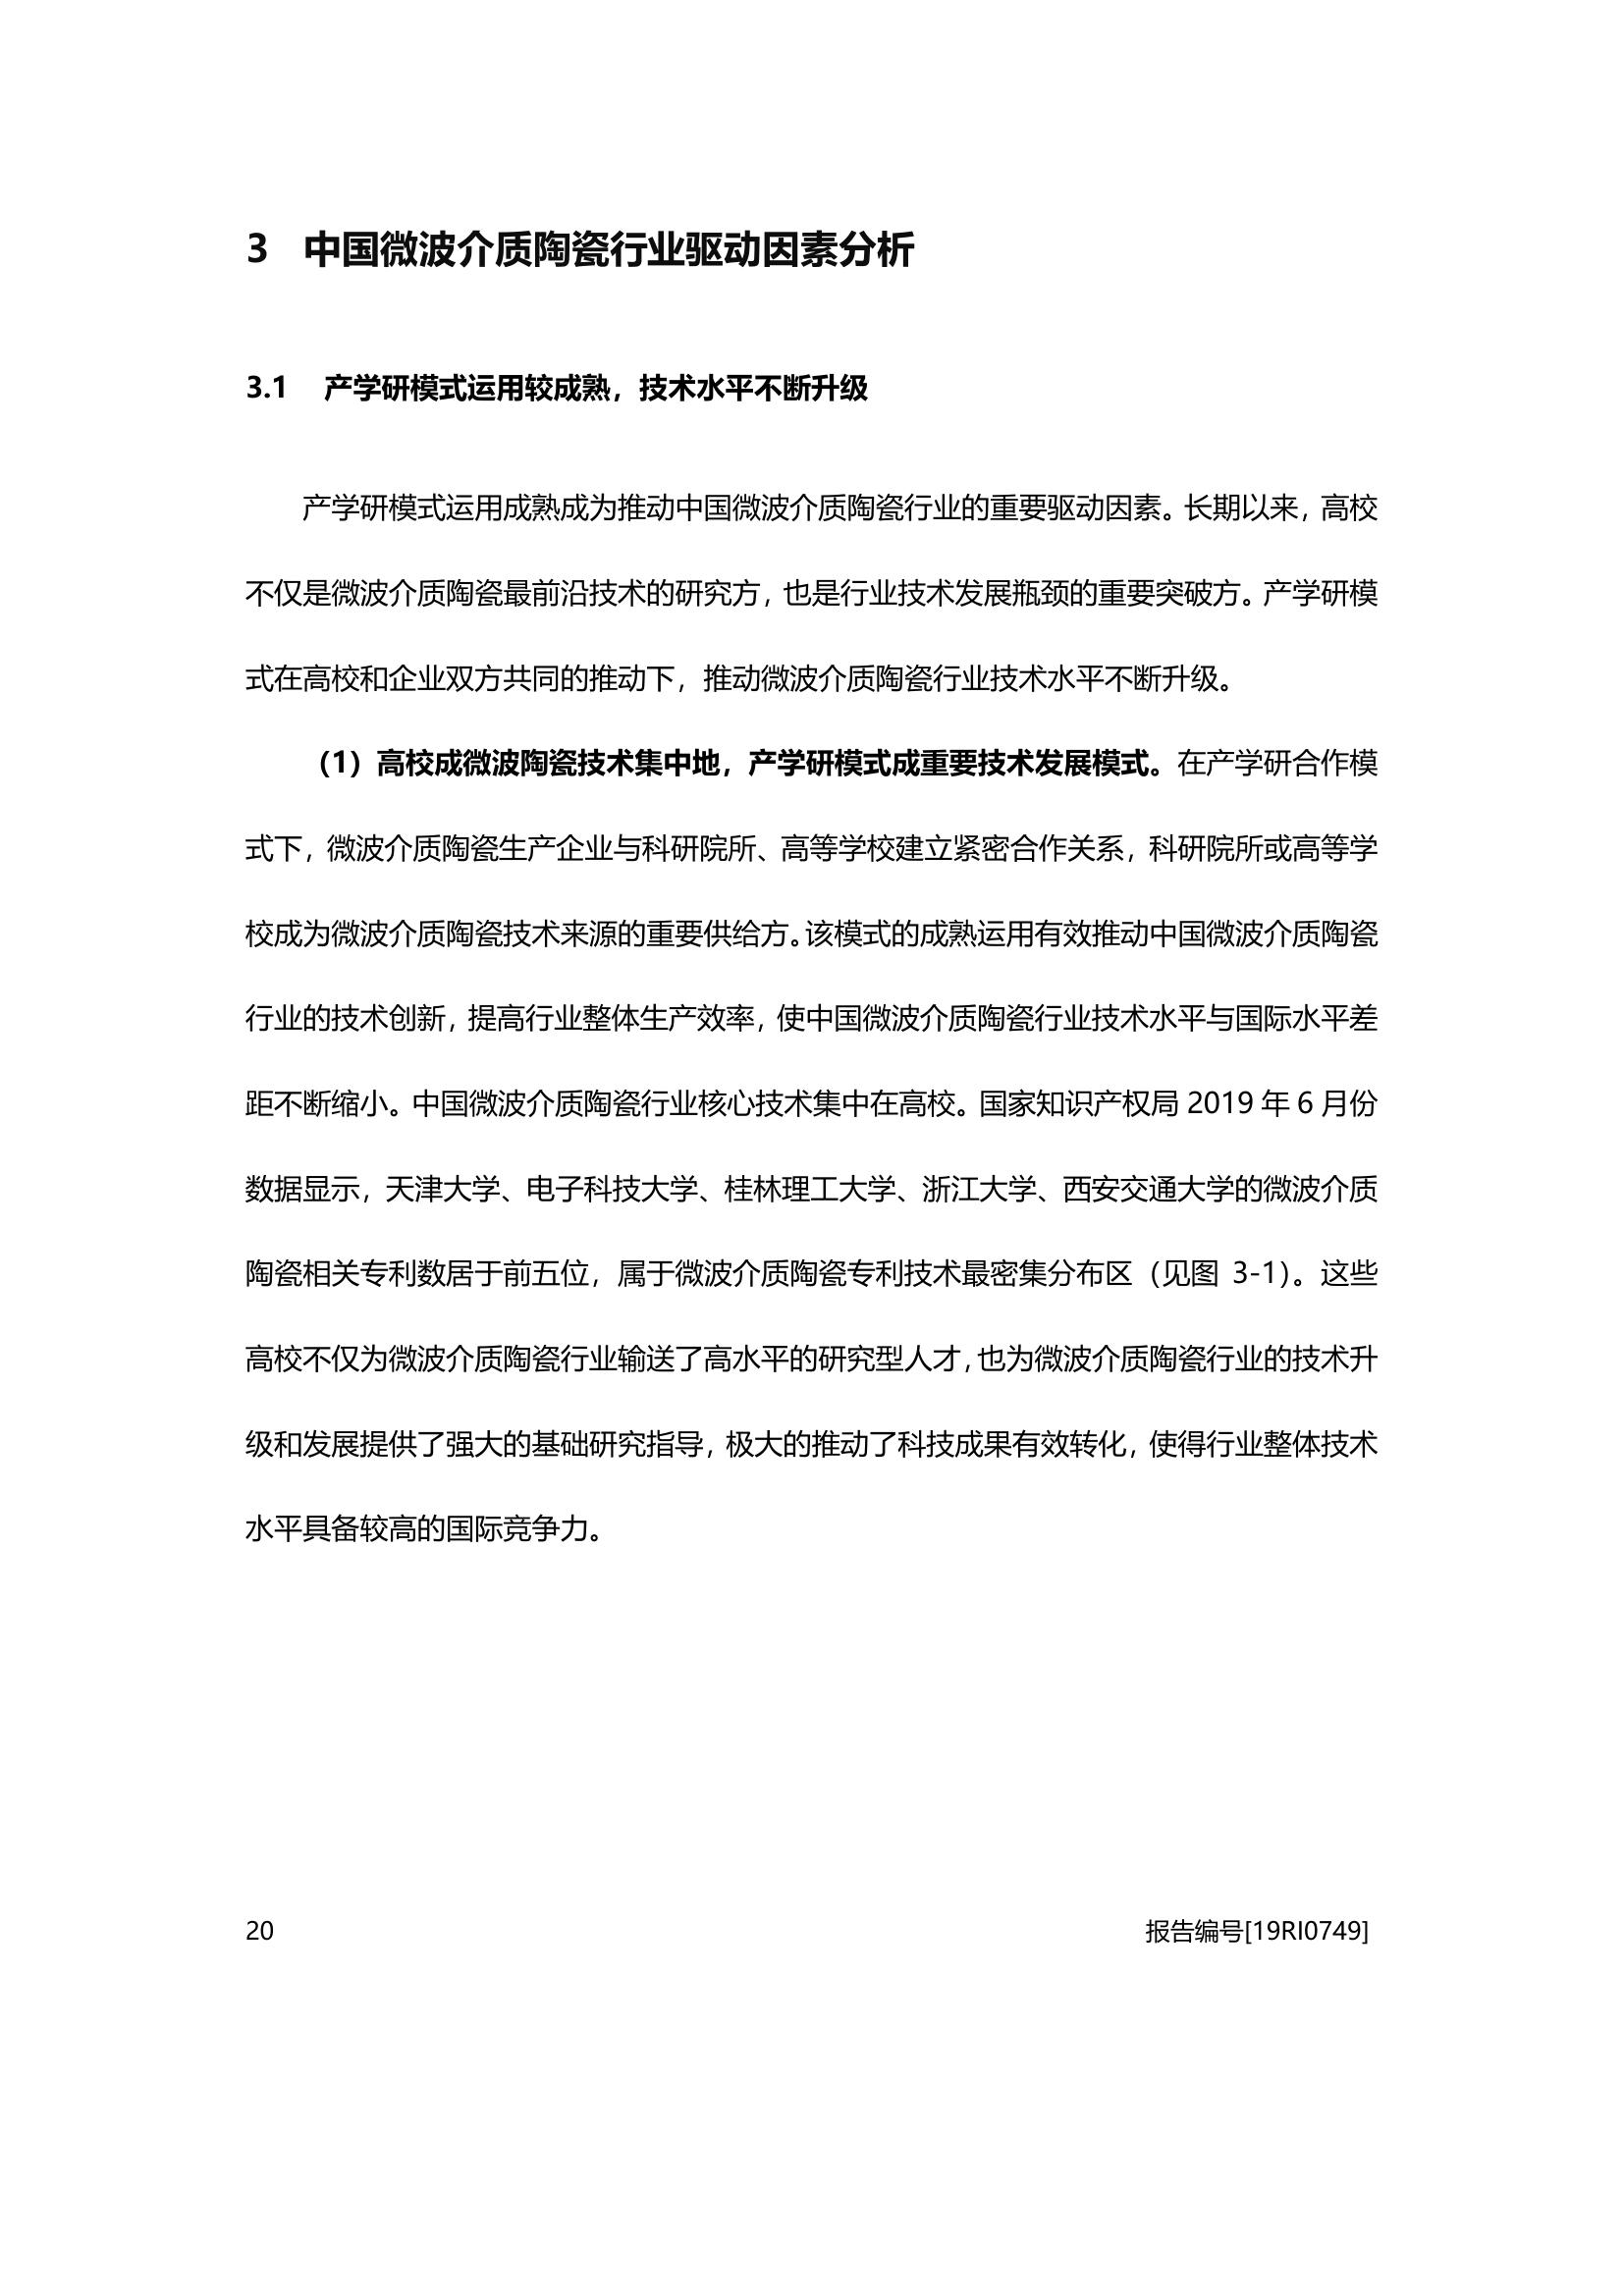 3 中国微波介质陶瓷行业驱动因素分析
3.1 产学研模式运用较成熟，技术水平不断升级
产学研模式运用成熟成为推动中国微波介质陶瓷行业的重要驱动因素。长期以来，高校
不仅是微波介质陶瓷最前沿技术的研究方，也是行业技术发展瓶颈的重要突破方。产学研模
式在高校和企业双方共同的推动下，推动微波介质陶瓷行业技术水平不断升级。
（1）高校成微波陶瓷技术集中地，产学研模式成重要技术发展模式。在产学研合作模
式下，微波介质陶瓷生产企业与科研院所、高等学校建立紧密合作关系，科研院所或高等学
校成为微波介质陶瓷技术来源的重要供给方。该模式的成熟运用有效推动中国微波介质陶瓷
行业的技术创新，提高行业整体生产效率，使中国微波介质陶瓷行业技术水平与国际水平差
距不断缩小。中国微波介质陶瓷行业核心技术集中在高校。国家知识产权局 2019 年 6 月份
数据显示，天津大学、电子科技大学、桂林理工大学、浙江大学、西安交通大学的微波介质
陶瓷相关专利数居于前五位，属于微波介质陶瓷专利技术最密集分布区（见图 3-1）。这些
高校不仅为微波介质陶瓷行业输送了高水平的研究型人才，也为微波介质陶瓷行业的技术升
级和发展提供了强大的基础研究指导，极大的推动了科技成果有效转化，使得行业整体技术
水平具备较高的国际竞争力。
20 报告编号[19RI0749]